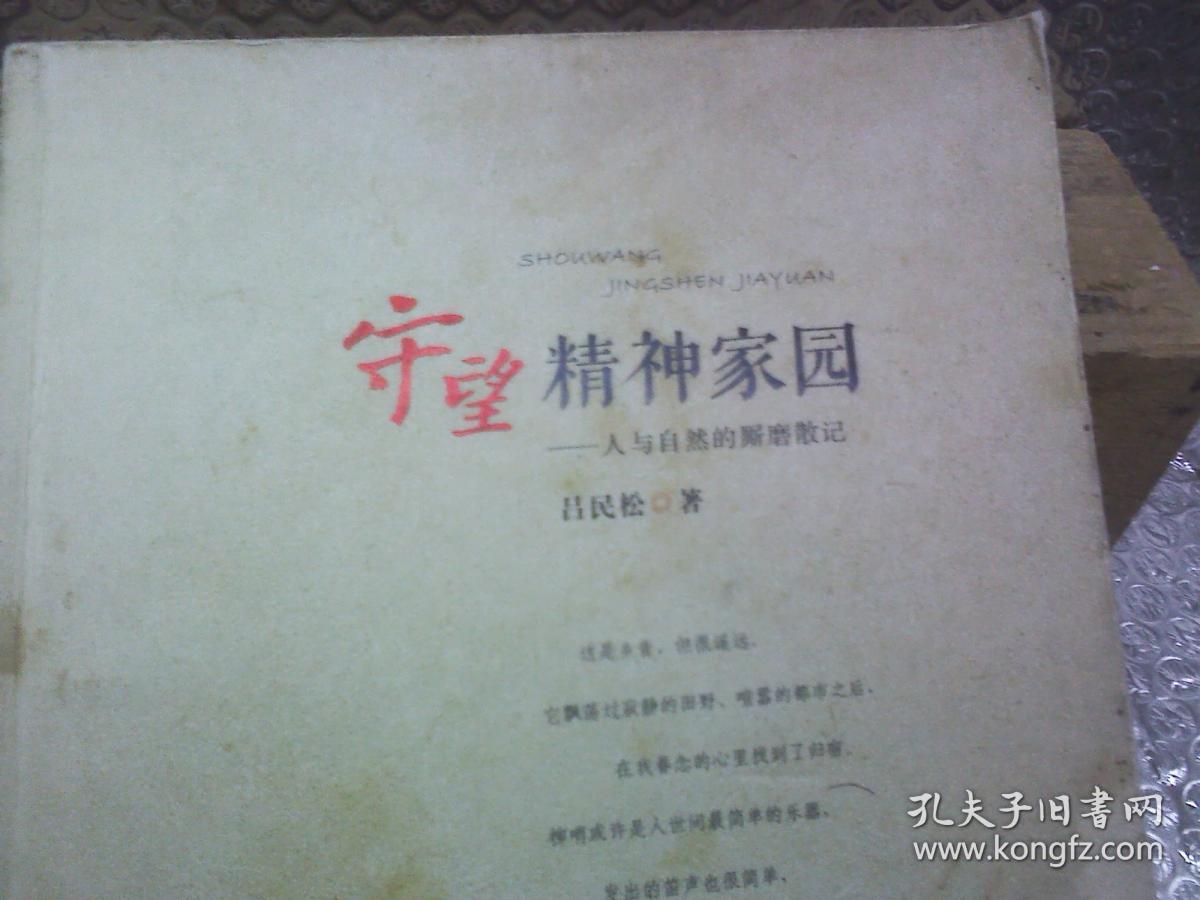 SHOUWANG
JINGSHEN JIAYUAN
守望 精神家园
——人与自然的厮磨散记
吕民松 著
这是乡音，但很遥远。
它飘荡过寂静的田野、喧嚣的都市之后，
在我眷念的心里找到了归宿。
柳哨或许是人世间最简单的乐器，
发出的笛声也很简单，
孔夫子旧书网
www.kongfz.com